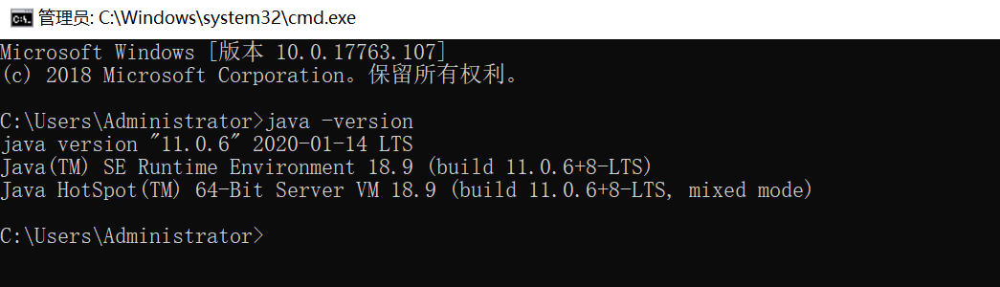 管理员: C:\Windows\system32\cmd.exe
Microsoft Windows [版本 10.0.17763.107]
(c) 2018 Microsoft Corporation。保留所有权利。
C:\Users\Administrator>java -version
java version "11.0.6" 2020-01-14 LTS
Java(TM) SE Runtime Environment 18.9 (build 11.0.6+8-LTS)
Java HotSpot(TM) 64-Bit Server VM 18.9 (build 11.0.6+8-LTS, mixed mode)
C:\Users\Administrator>